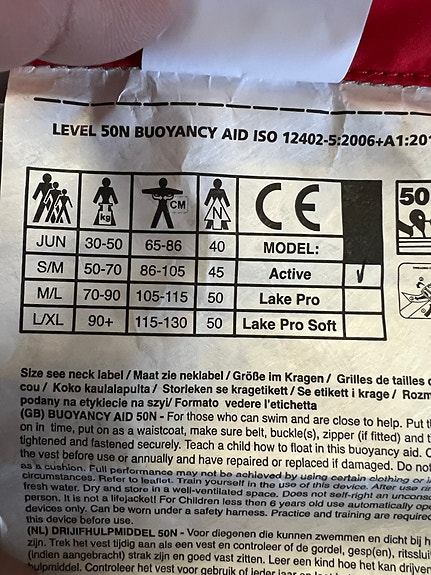 LEVEL 50N BUOYANCY AID ISO 12402-5:2006+A1:201
kg CM N CE 50
JUN 30-50 65-86 40 MODEL:
S/M 50-70 86-105 45 Active ✓
M/L 70-90 105-115 50 Lake Pro
L/XL 90+ 115-130 50 Lake Pro Soft
Size see neck label / Maat zie neklabel / Größe im Kragen / Grilles de tailles d
cou / Koko kaulalapulta / Storleken se kragetikett / Se etikett i krage / Rozm
podany na etykiecie na szyi/ Formato vedere l'etichetta
(GB) BUOYANCY AID 50N - For those who can swim and are close to help. Put th
on in time, put on as a waistcoat, make sure belt, buckle(s), zipper (if fitted) and t
tightened and fastened securely. Teach a child how to float in this buoyancy aid. C
the vest before use or annually and have repaired or replaced if damaged. Do not
as a cushion. Full performance may not be achieved by using certain clothing or i
circumstances. Refer to leaflet. Train yourself in the use of this device. After use rin
fresh water. Dry and store in a well-ventilated space. Does not self-right an unconsc
person. It is not a lifejacket! For Children less then 6 years old use automatically ope
devices only. Can be worn under a safety harness. Practice and training are required
this device before use.
(NL) DRIJFHULPMIDDEL 50N - Voor diegenen die kunnen zwemmen en dicht bij h
zijn. Trek het vest tijdig aan als een vest en controleer of de gordel, gesp(en), ritssluit
(indien aangebracht) strak zijn en goed vast zitten. Leer een kind hoe het kan drijven
hulpmiddel. Controleer het vest voor gebruik of ieder jaar en laat